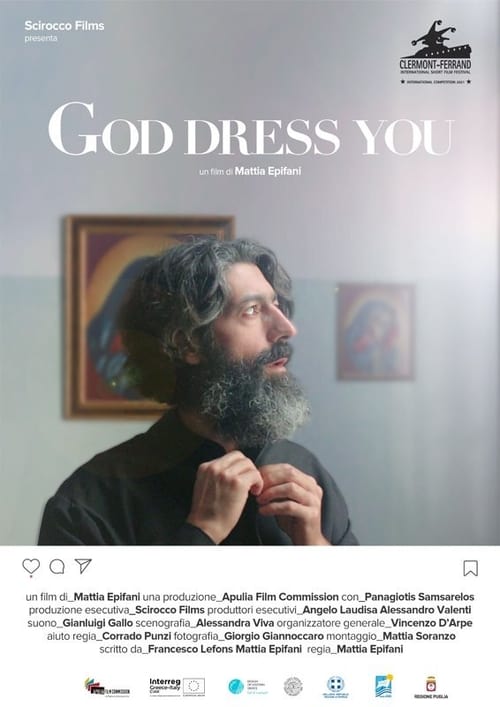 Scirocco Films
presenta
CLERMONT-FERRAND
INTERNATIONAL SHORT FILM FESTIVAL
INTERNATIONAL COMPETITION 2021
GOD DRESS YOU
un film di Mattia Epifani
un film di_Mattia Epifani una produzione_Apulia Film Commission con_Panagiotis Samsarelos
produzione esecutiva_Scirocco Films produttori esecutivi_Angelo Laudisa Alessandro Valenti
suono_Gianluigi Gallo scenografia_Alessandra Viva organizzatore generale_Vincenzo D'Arpe
aiuto regia_Corrado Punzi fotografia_Giorgio Giannoccaro montaggio_Mattia Soranzo
scritto da_Francesco Lefons Mattia Epifani regia_Mattia Epifani
FILM COMMISSION
Interreg
Greece-Italy
REGIONE PUGLIA